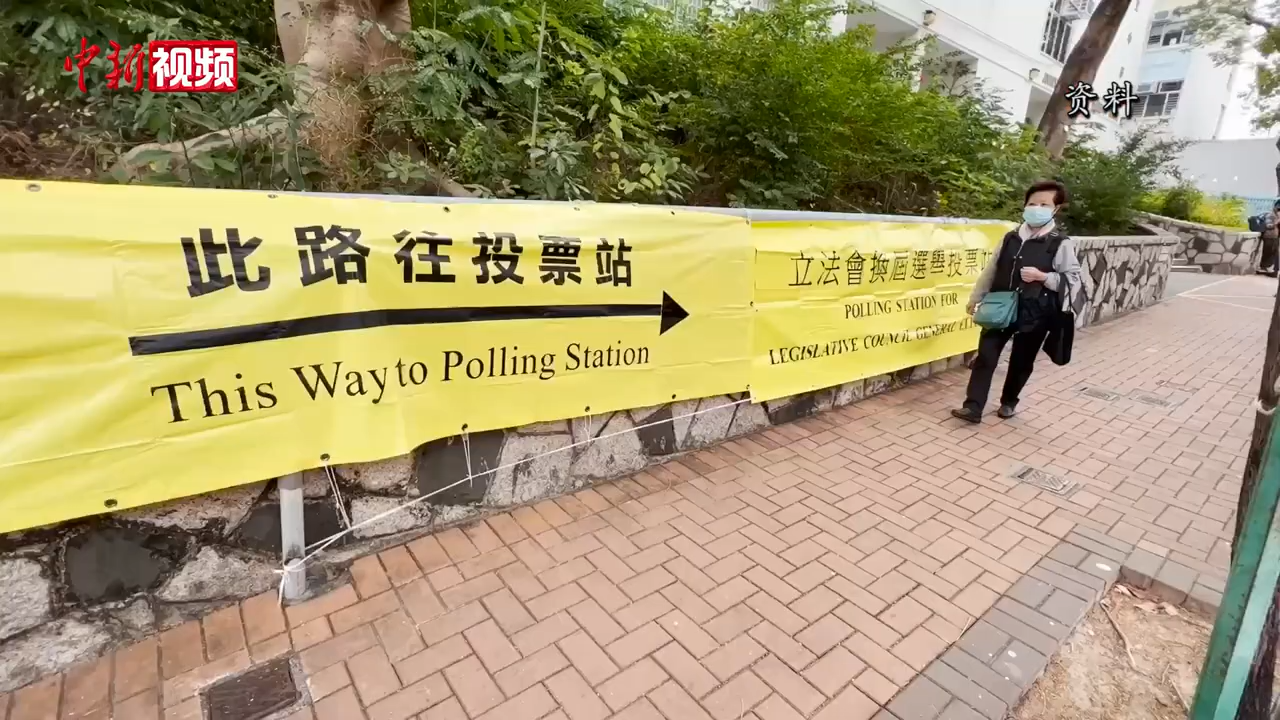 中新视频
资料
此路往投票站
This Way to Polling Station
立法會換屆選舉投票站
POLLING STATION FOR
LEGISLATIVE COUNCIL GENERAL